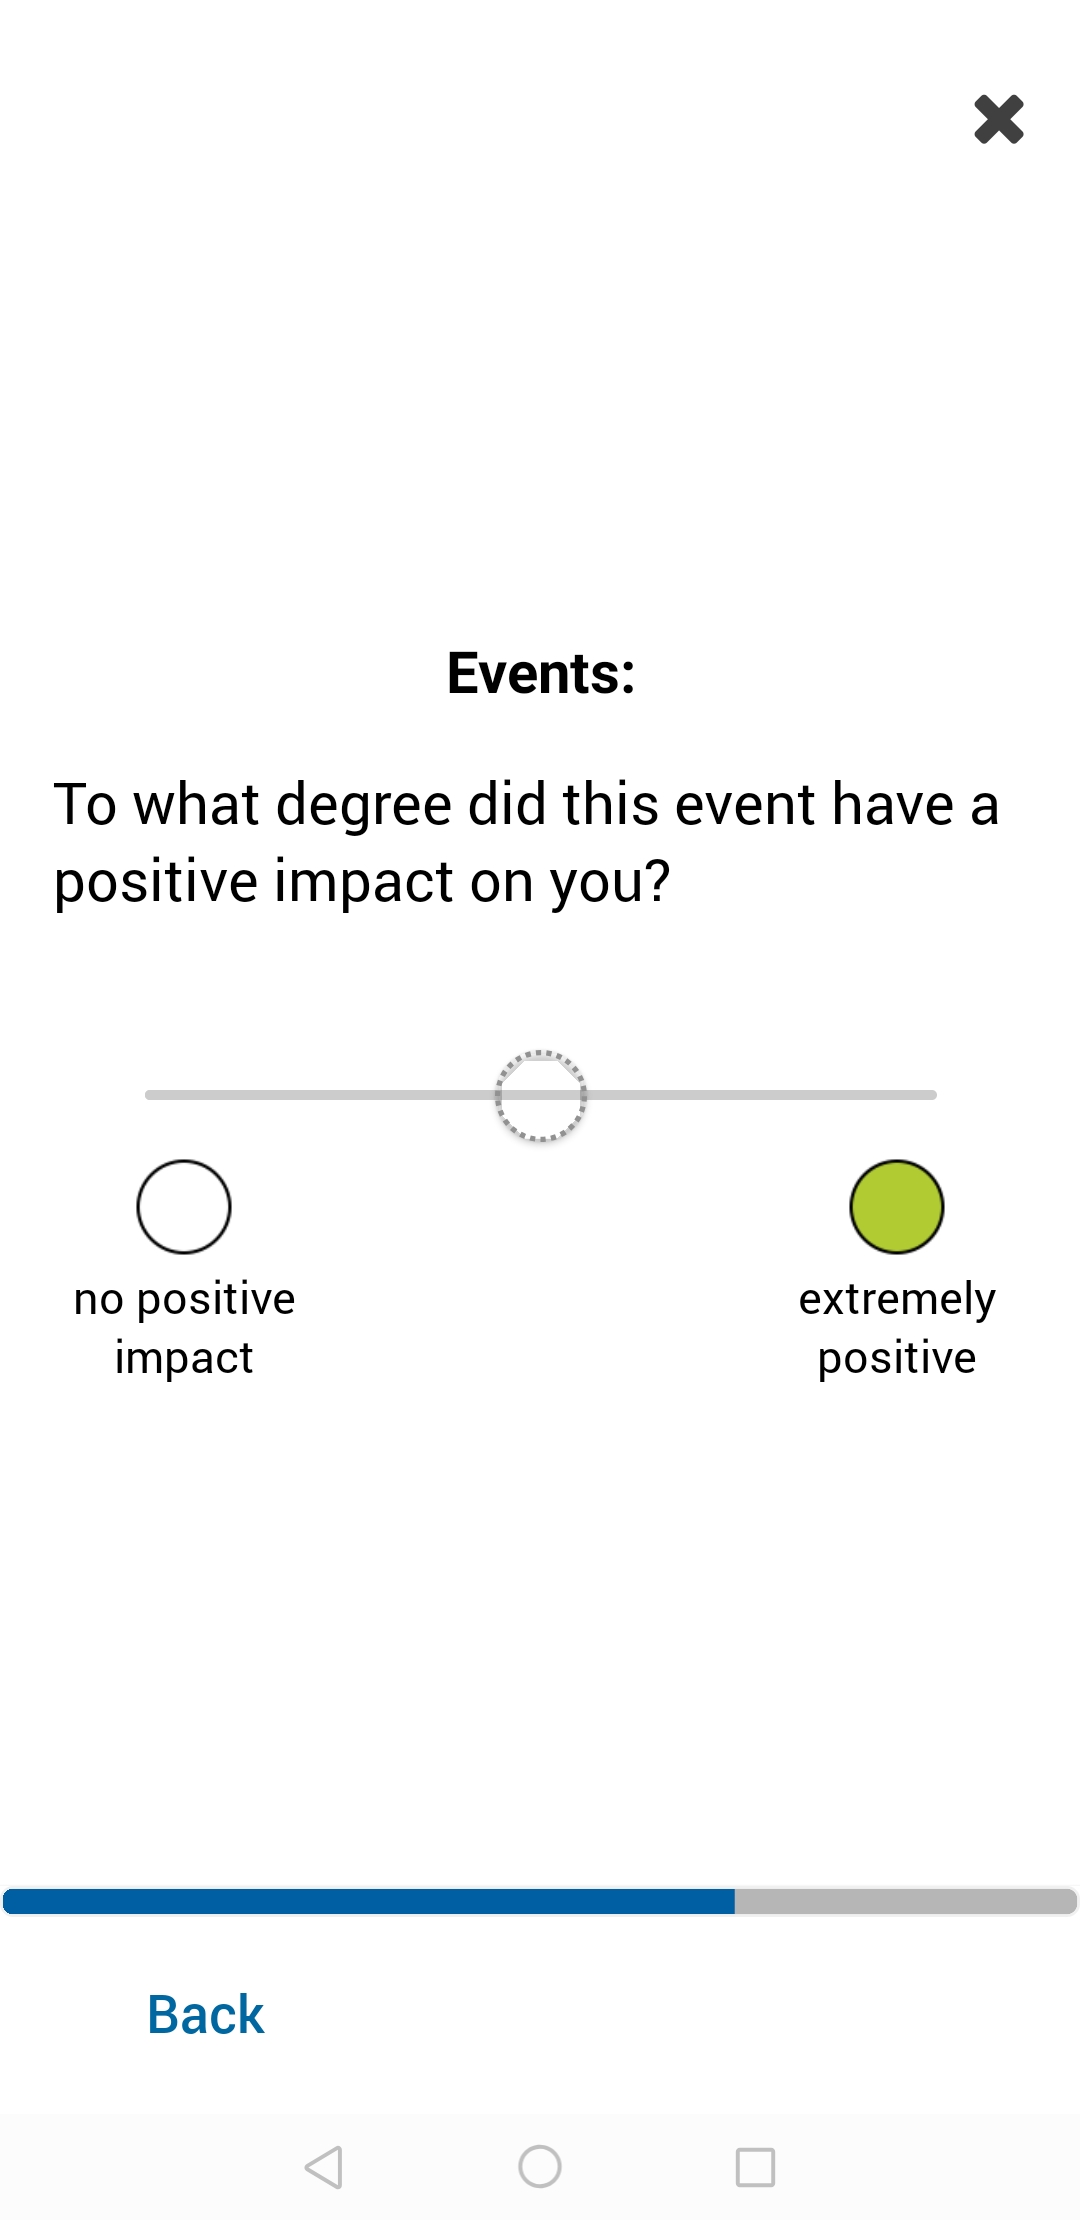 Events:
To what degree did this event have a
positive impact on you?
no positive
impact
extremely
positive
Back